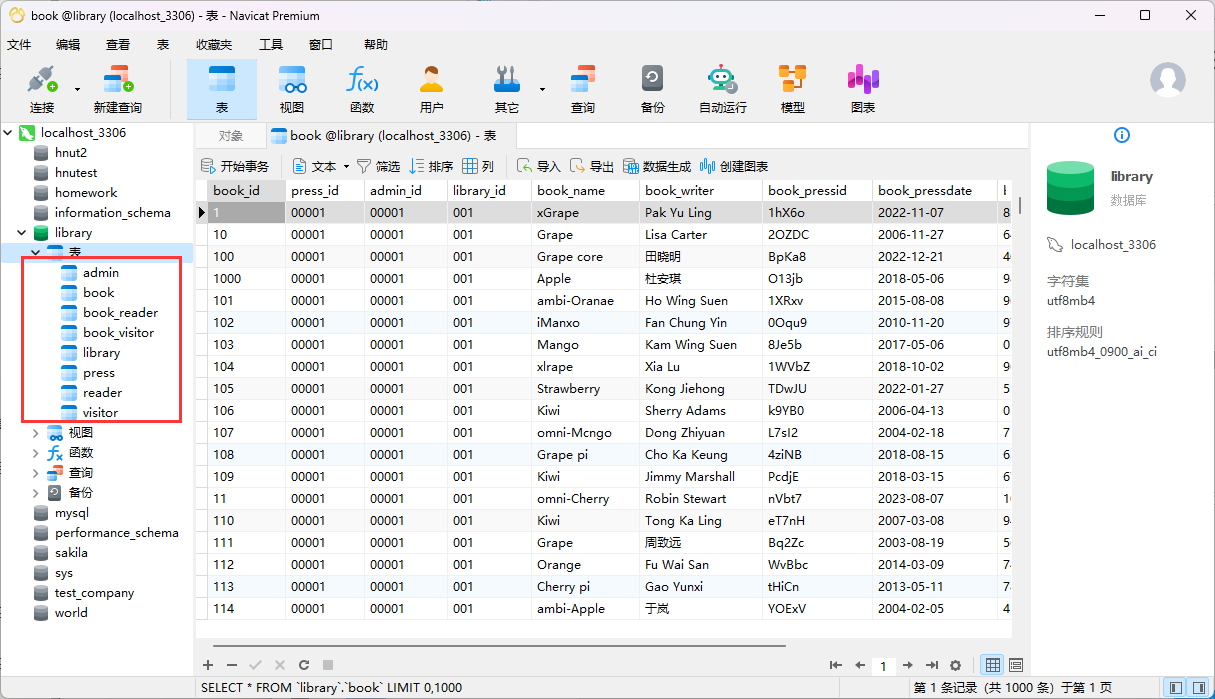 book @library (localhost_3306) - 表 - Navicat Premium
文件 编辑 查看 表 收藏夹 工具 窗口 帮助
连接 新建查询 表 视图 函数 用户 其它 查询 备份 自动运行 模型 图表
localhost_3306
hnut2
hnutest
homework
information_schema
library
表
admin
book
book_reader
book_visitor
library
press
reader
visitor
视图
函数
查询
备份
mysql
performance_schema
sakila
sys
test_company
world
对象 book @library (localhost_3306) - 表
开始事务 文本 筛选 排序 列 导入 导出 数据生成 创建图表
book_id press_id admin_id library_id book_name book_writer book_pressid book_pressdate
1 00001 00001 001 xGrape Pak Yu Ling 1hX6o 2022-11-07 8
10 00001 00001 001 Grape Lisa Carter 2OZDC 2006-11-27
100 00001 00001 001 Grape core 田晓明 BpKa8 2022-12-21
1000 00001 00001 001 Apple 杜安琪 O13jb 2018-05-06
101 00001 00001 001 ambi-Oranae Ho Wing Suen 1XRxv 2015-08-08
102 00001 00001 001 iManxo Fan Chung Yin 0Oqu9 2010-11-20
103 00001 00001 001 Mango Kam Wing Suen 8Je5b 2017-05-06
104 00001 00001 001 xlrape Xia Lu 1WVbZ 2018-10-02
105 00001 00001 001 Strawberry Kong Jiehong TDwJU 2022-01-27
106 00001 00001 001 Kiwi Sherry Adams k9YB0 2006-04-13
107 00001 00001 001 omni-Mcngo Dong Zhiyuan L7sI2 2004-02-18
108 00001 00001 001 Grape pi Cho Ka Keung 4ziNB 2018-08-15
109 00001 00001 001 Kiwi Jimmy Marshall PcdjE 2018-03-15
11 00001 00001 001 omni-Cherry Robin Stewart nVbt7 2023-08-07
110 00001 00001 001 Kiwi Tong Ka Ling eT7nH 2007-03-08
111 00001 00001 001 Grape 周致远 Bq2Zc 2003-08-19
112 00001 00001 001 Orange Fu Wai San WvBbc 2014-03-09
113 00001 00001 001 Cherry pi Gao Yunxi tHiCn 2013-05-11
114 00001 00001 001 ambi-Apple 于岚 YOExV 2004-02-05
1
SELECT * FROM `library`.`book` LIMIT 0,1000
第 1 条记录 (共 1000 条) 于第 1 页
library
数据库
localhost_3306
字符集
utf8mb4
排序规则
utf8mb4_0900_ai_ci